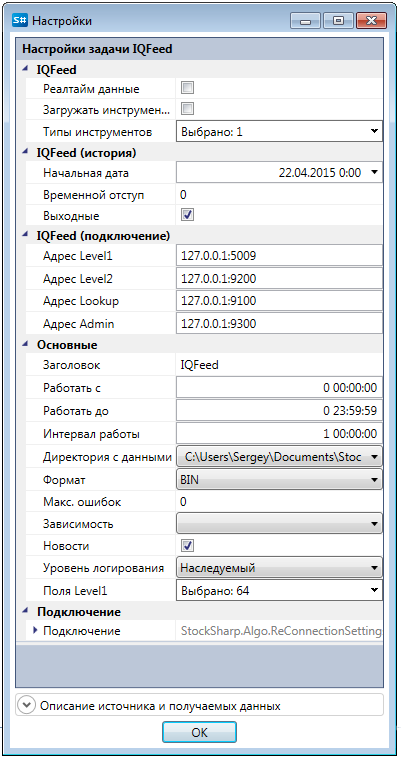 S# Настройки
Настройки задачи IQFeed
IQFeed
Реалтайм данные
Загружать инструмен...
Типы инструментов Выбрано: 1
IQFeed (история)
Начальная дата 22.04.2015 0:00
Временной отступ 0
Выходные
IQFeed (подключение)
Адрес Level1 127.0.0.1:5009
Адрес Level2 127.0.0.1:9200
Адрес Lookup 127.0.0.1:9100
Адрес Admin 127.0.0.1:9300
Основные
Заголовок IQFeed
Работать с 0 00:00:00
Работать до 0 23:59:59
Интервал работы 1 00:00:00
Директория с данными C:\Users\Sergey\Documents\Stoc
Формат BIN
Макс. ошибок 0
Зависимость
Новости
Уровень логирования Наследуемый
Поля Level1 Выбрано: 64
Подключение
Подключение StockSharp.Algo.ReConnectionSetting
Описание источника и получаемых данных
OK